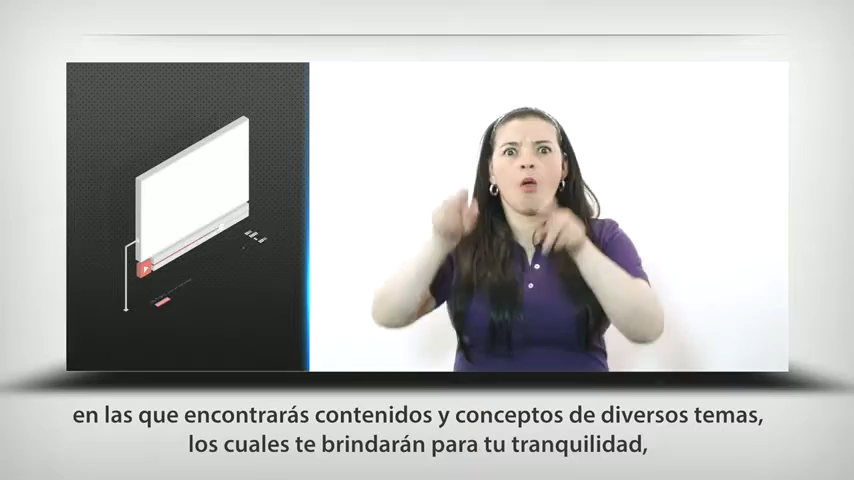 en las que encontrarás contenidos y conceptos de diversos temas,
los cuales te brindarán para tu tranquilidad,